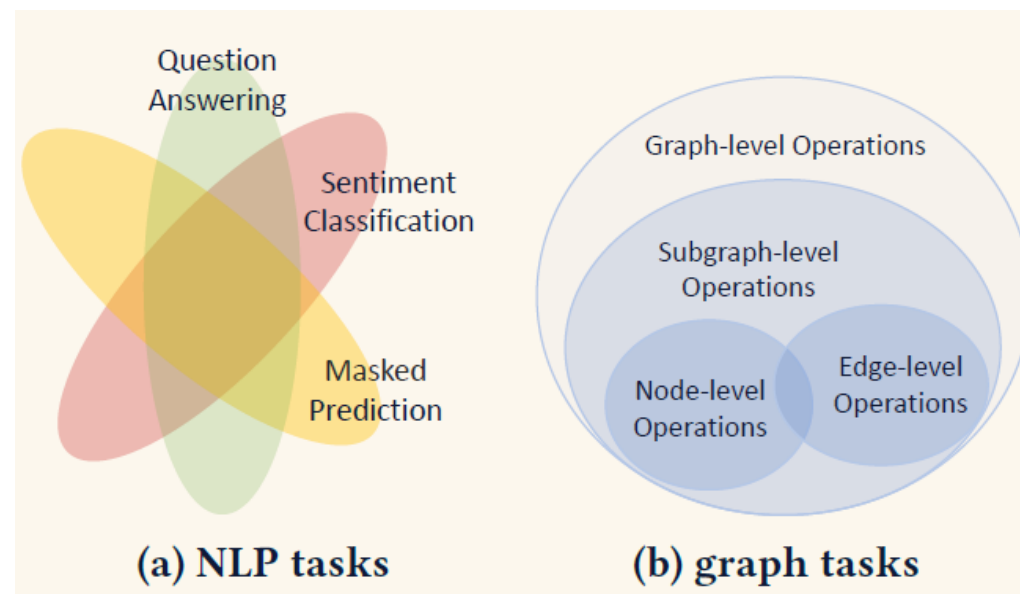 Question
Answering
Sentiment
Classification
Masked
Prediction
(a) NLP tasks
Graph-level Operations
Subgraph-level
Operations
Node-level
Operations
Edge-level
Operations
(b) graph tasks